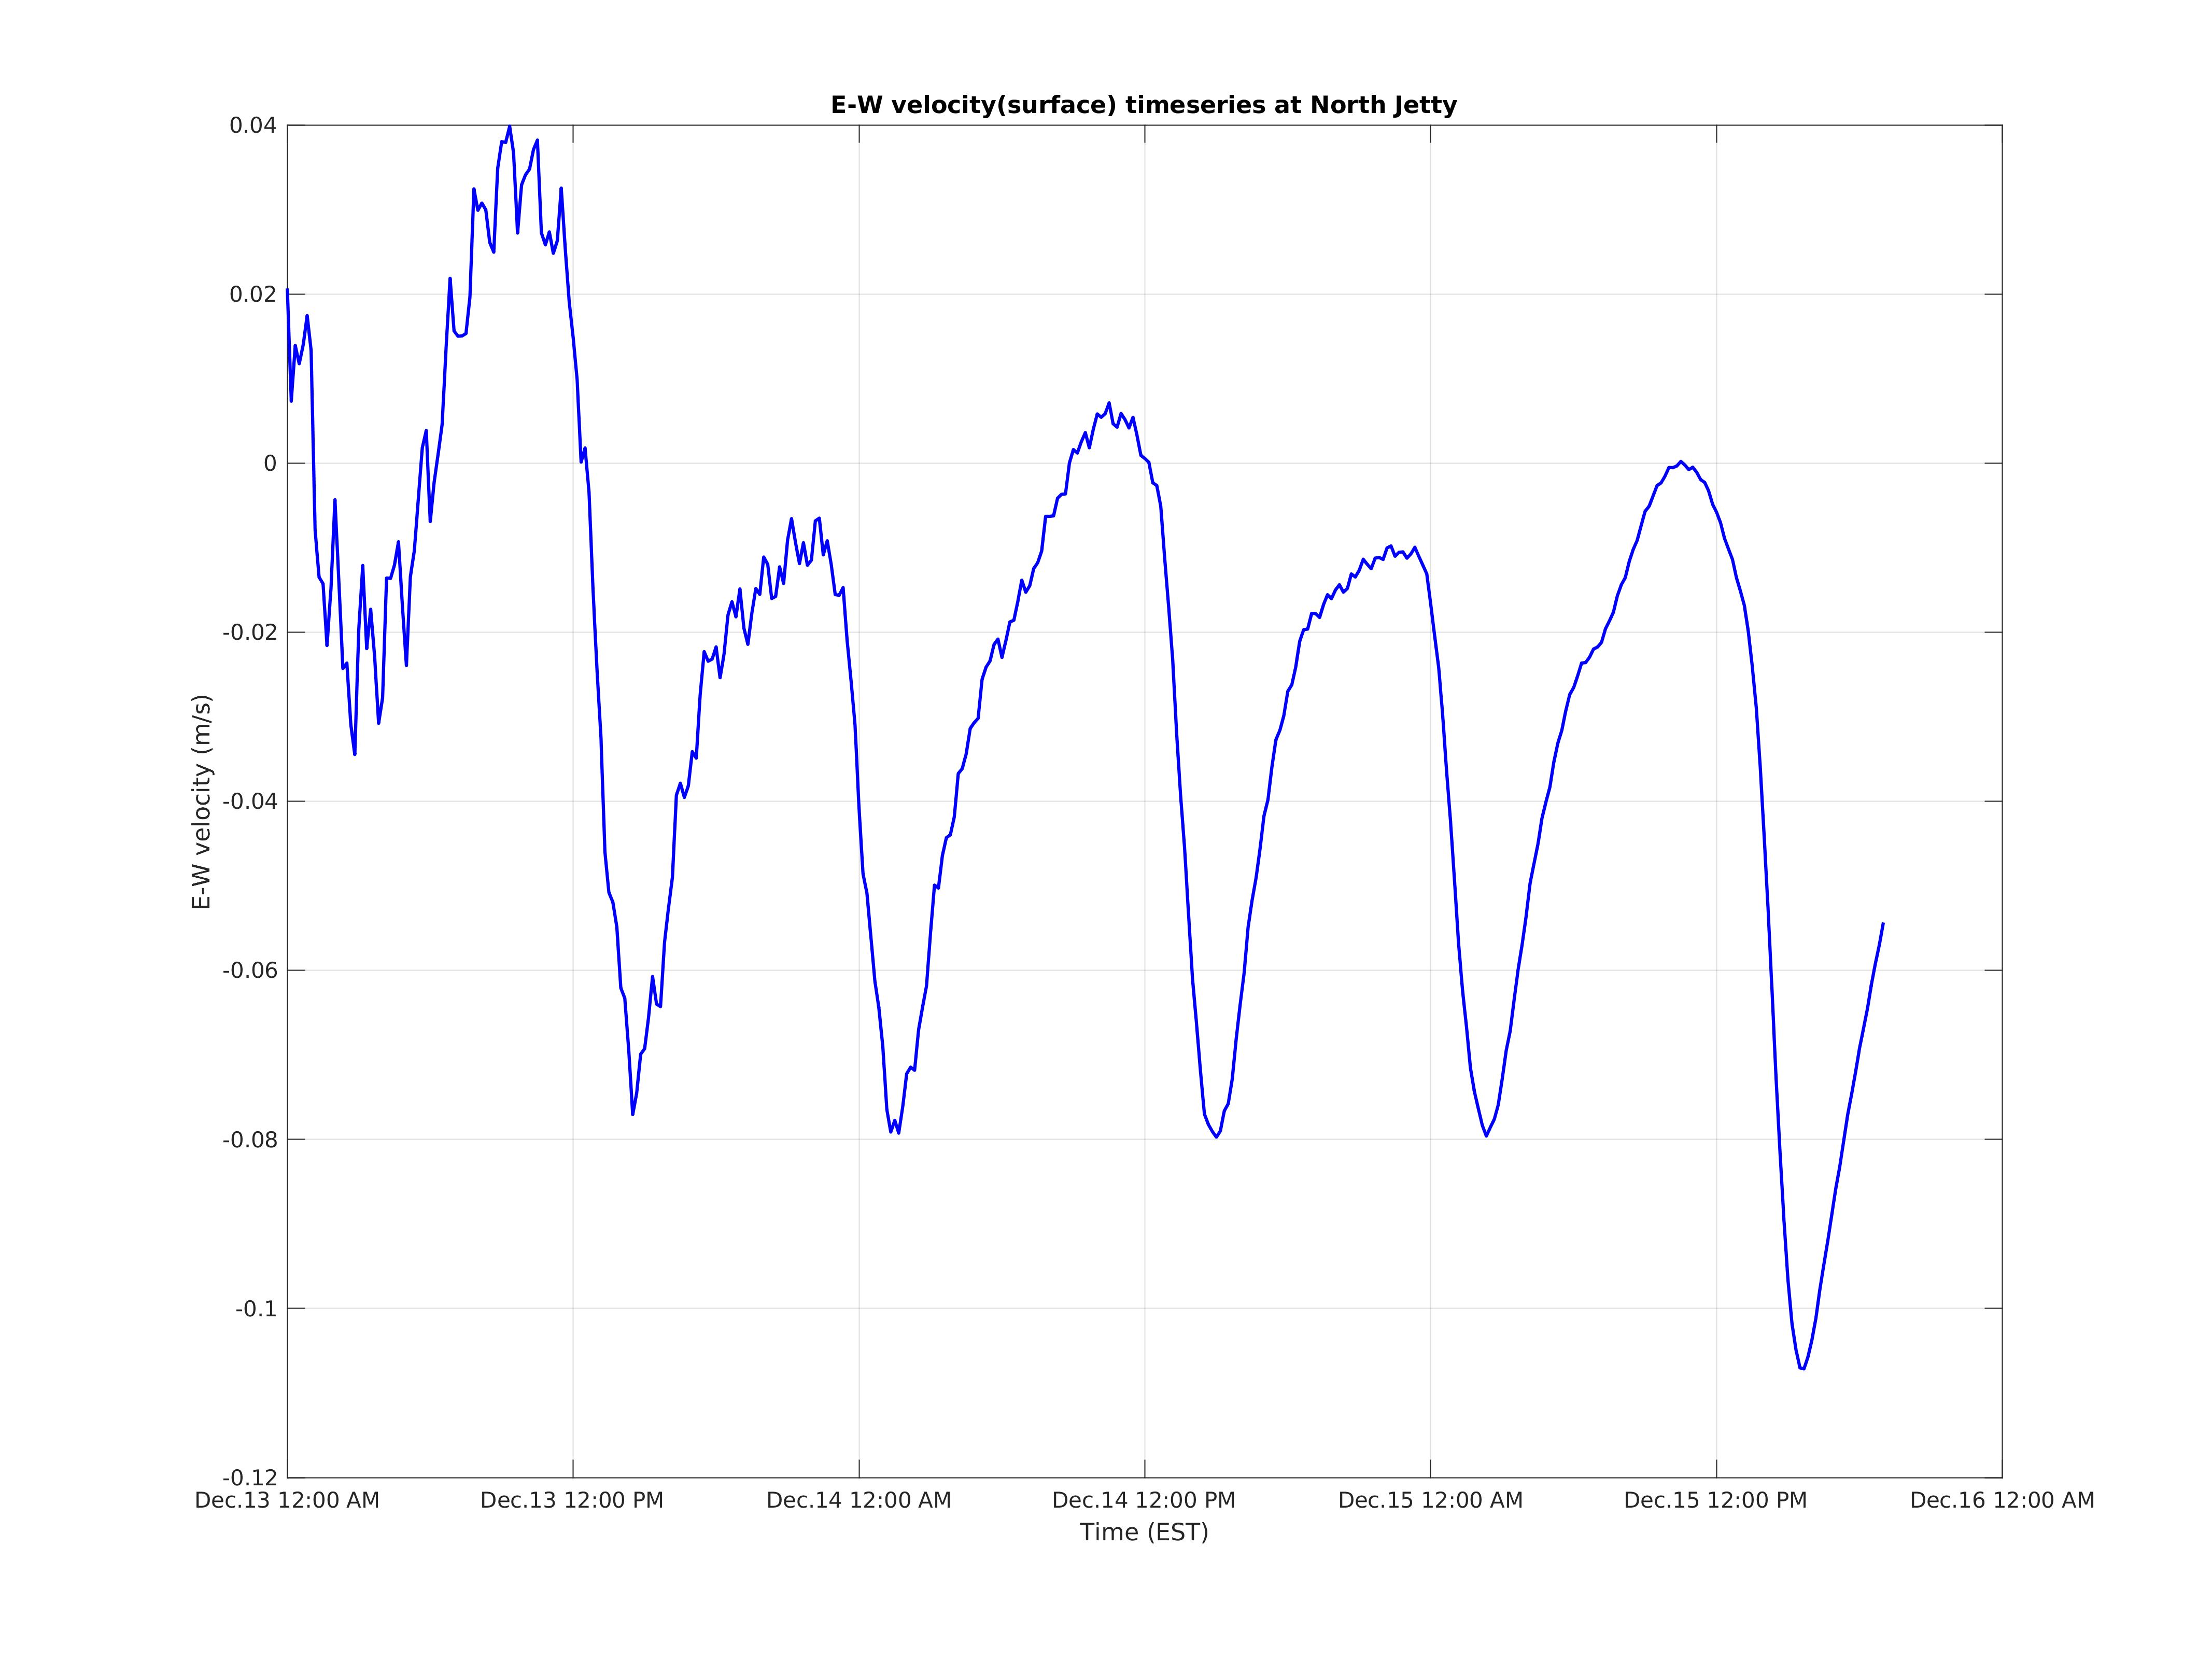 E-W velocity(surface) timeseries at North Jetty
0.04
0.02
0
-0.02
-0.04
-0.06
-0.08
-0.1
-0.12
E-W velocity (m/s)
Dec.13 12:00 AM Dec.13 12:00 PM Dec.14 12:00 AM Dec.14 12:00 PM Dec.15 12:00 AM Dec.15 12:00 PM Dec.16 12:00 AM
Time (EST)